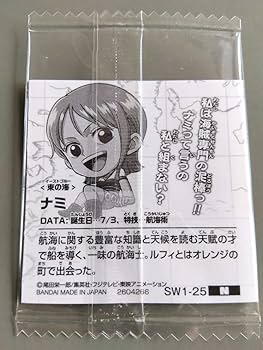 私は海賊専門の泥棒っ!!
ナミって言うの
私と組まない?
イーストブルー
<東の海>
ナミ
DATA: 誕生日 7/3、特技 航海術
航海に関する豊富な知識と天候を読む天賦の才
で船を導く、一味の航海士。ルフィとはオレンジの
町で出会った。
©尾田栄一郎/集英社・フジテレビ・東映アニメーション
BANDAI MADE IN JAPAN 2604266
SW1-25 N